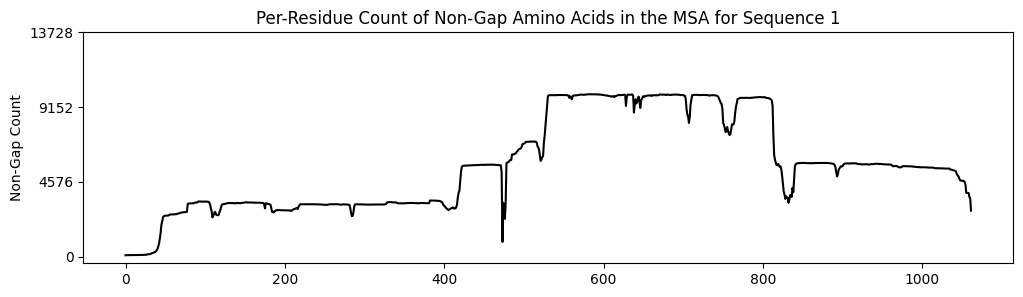 Per-Residue Count of Non-Gap Amino Acids in the MSA for Sequence 1
13728
9152
4576
0
Non-Gap Count
0 200 400 600 800 1000